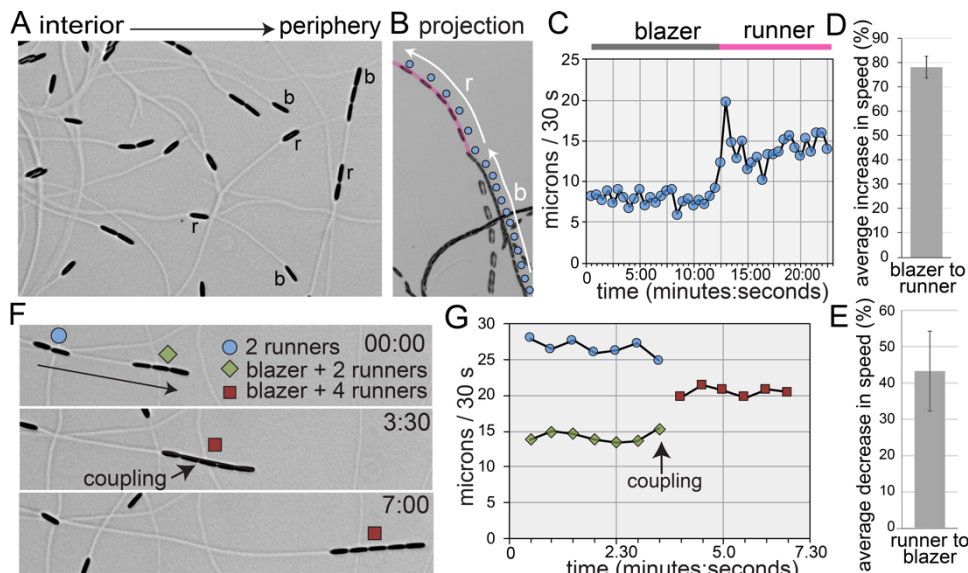 A interior periphery
b
b
r
r
r
b
B projection
r
b
C blazer runner
microns / 30 s
25
20
15
10
5
0
5:00 10:00 15:00 20:00
time (minutes:seconds)
D
average increase in speed (%)
90
80
70
60
50
40
30
20
10
0
blazer to
runner
F
00:00
2 runners
blazer + 2 runners
blazer + 4 runners
3:30
coupling
7:00
G
microns / 30 s
30
25
20
15
10
5
0
coupling
0 2:30 5:0 7:30
time (minutes:seconds)
E
average decrease in speed (%)
60
50
40
30
20
10
0
runner to
blazer